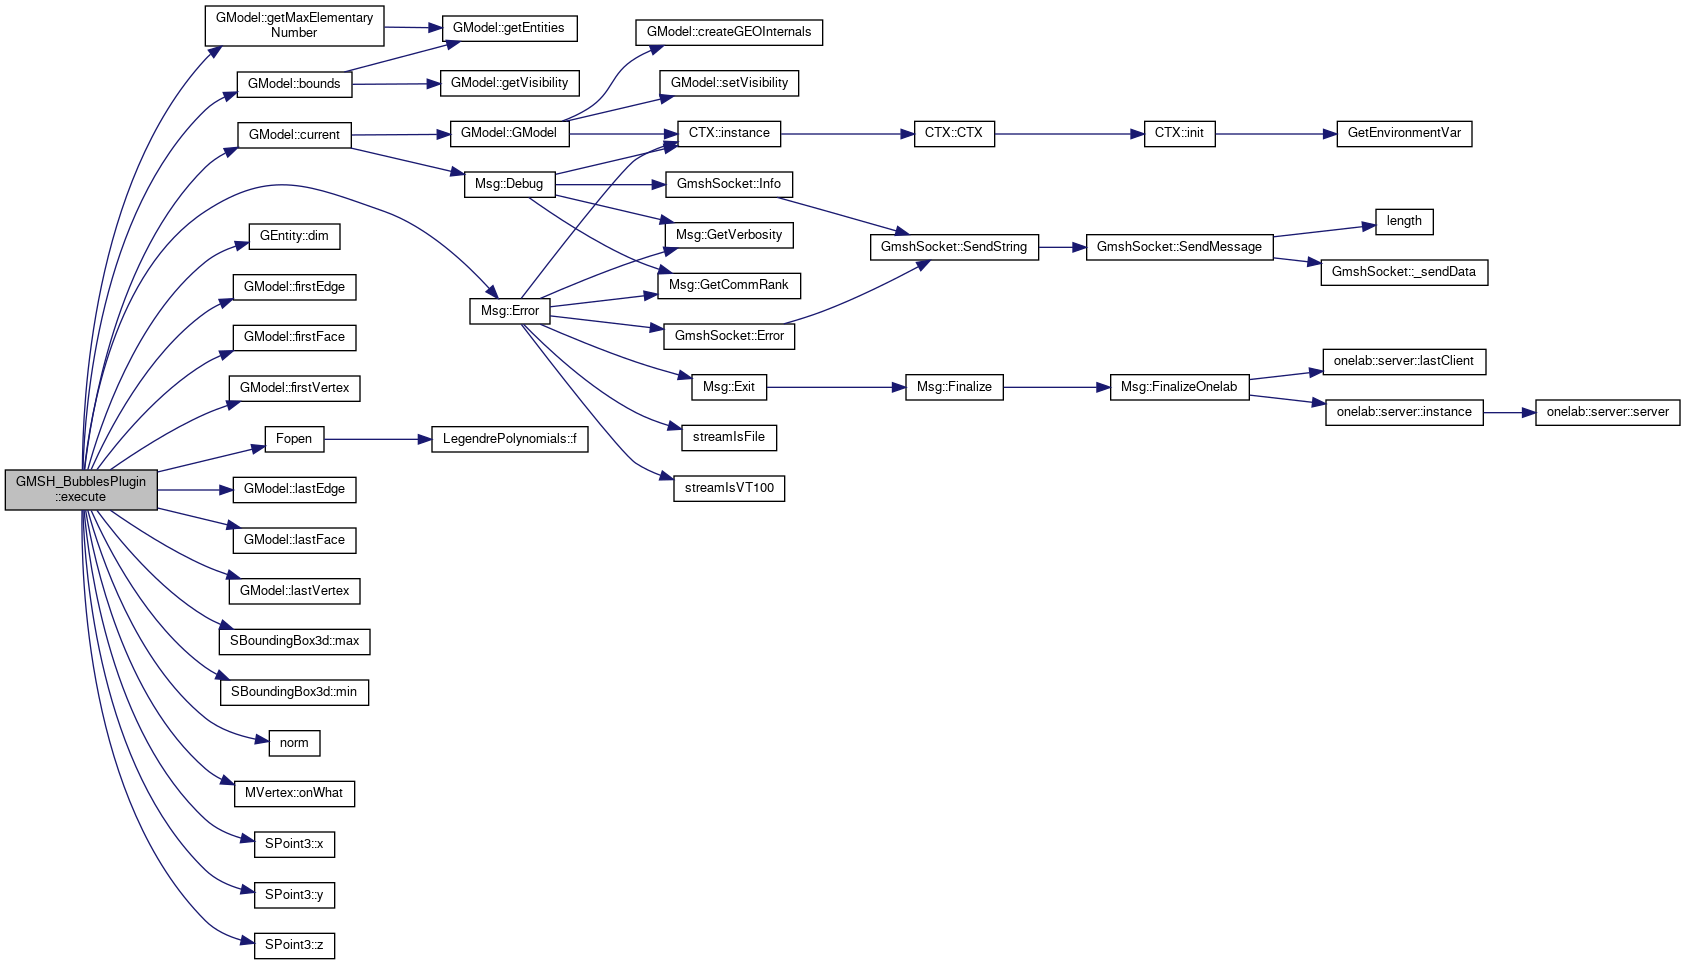 GMSH_BubblesPlugin
::execute
GModel::getMaxElementary
Number
GModel::bounds
GModel::current
GEntity::dim
GModel::firstEdge
GModel::firstFace
GModel::firstVertex
Fopen
GModel::lastEdge
GModel::lastFace
GModel::lastVertex
SBoundingBox3d::max
SBoundingBox3d::min
norm
MVertex::onWhat
SPoint3::x
SPoint3::y
SPoint3::z
GModel::getEntities
GModel::getVisibility
GModel::GModel
Msg::Debug
Msg::Error
LegendrePolynomials::f
GModel::createGEOInternals
GModel::setVisibility
CTX::instance
GmshSocket::Info
Msg::GetVerbosity
Msg::GetCommRank
GmshSocket::Error
Msg::Exit
streamIsFile
streamIsVT100
CTX::CTX
GmshSocket::SendString
Msg::Finalize
CTX::init
GmshSocket::SendMessage
Msg::FinalizeOnelab
GetEnvironmentVar
length
GmshSocket::_sendData
onelab::server::lastClient
onelab::server::instance
onelab::server::server